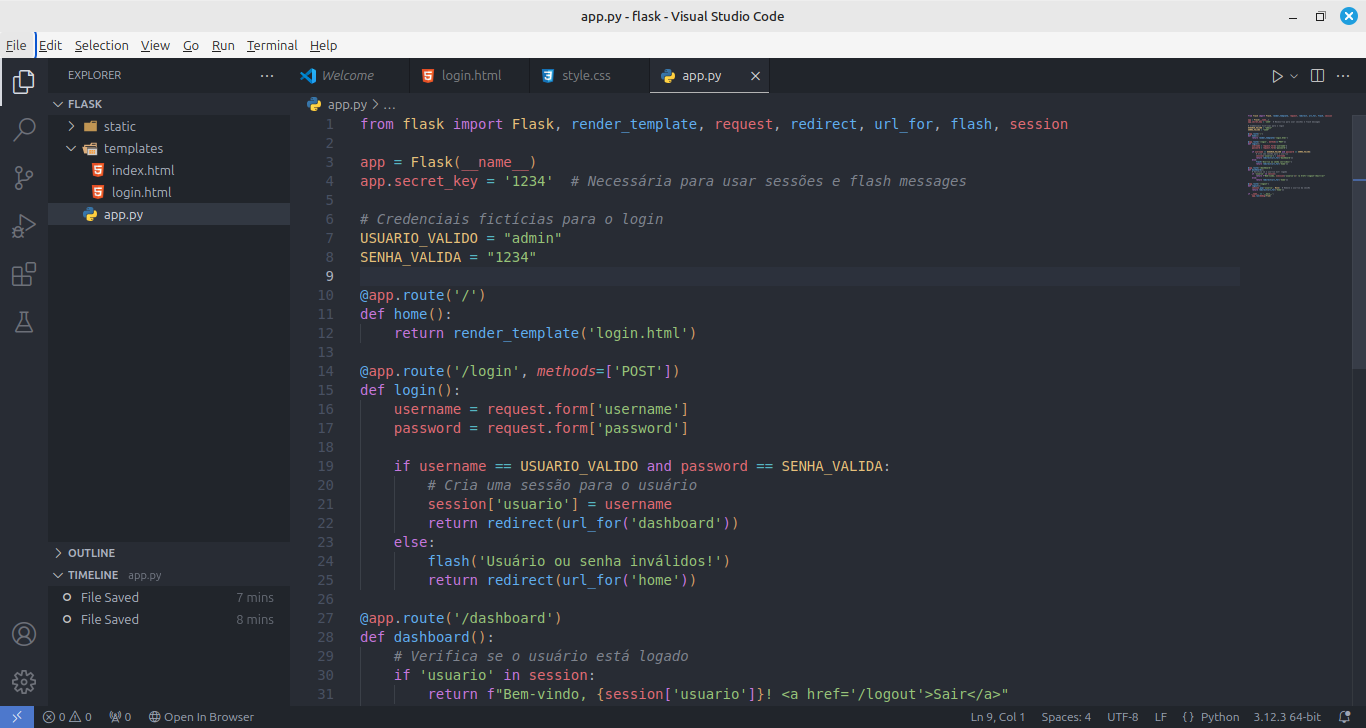 app.py - flask - Visual Studio Code
File Edit Selection View Go Run Terminal Help
EXPLORER
Welcome
login.html
style.css
app.py
FLASK
static
templates
index.html
login.html
app.py
OUTLINE
TIMELINE app.py
File Saved 7 mins
File Saved 8 mins
app.py > ...
1 from flask import Flask, render_template, request, redirect, url_for, flash, session
2
3 app = Flask(__name__)
4 app.secret_key = '1234'  # Necessária para usar sessões e flash messages
5
6 # Credenciais fictícias para o login
7 USUARIO_VALIDO = "admin"
8 SENHA_VALIDA = "1234"
9
10 @app.route('/')
11 def home():
12     return render_template('login.html')
13
14 @app.route('/login', methods=['POST'])
15 def login():
16     username = request.form['username']
17     password = request.form['password']
18
19     if username == USUARIO_VALIDO and password == SENHA_VALIDA:
20         # Cria uma sessão para o usuário
21         session['usuario'] = username
22         return redirect(url_for('dashboard'))
23     else:
24         flash('Usuário ou senha inválidos!')
25         return redirect(url_for('home'))
26
27 @app.route('/dashboard')
28 def dashboard():
29     # Verifica se o usuário está logado
30     if 'usuario' in session:
31         return f"Bem-vindo, {session['usuario']}! <a href='/logout'>Sair</a>"
0 0 0 Open In Browser Ln 9, Col 1 Spaces: 4 UTF-8 LF {} Python 3.12.3 64-bit